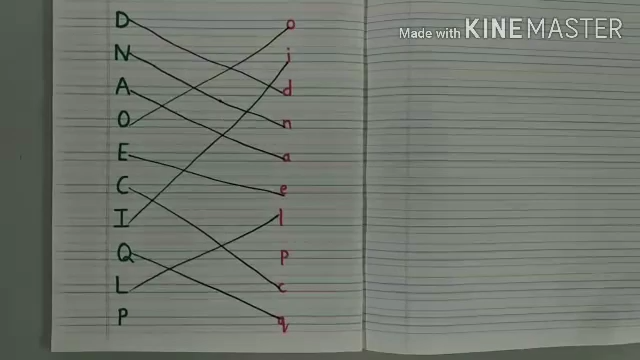 Made with KINEMASTER
D o
N i
A d
O n
E a
C e
I l
Q p
L c
P q